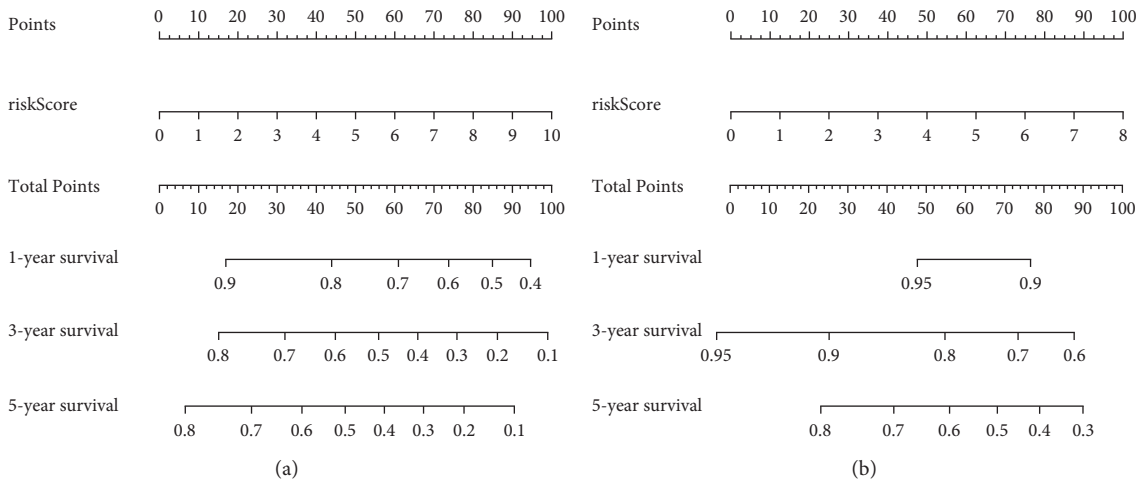 Points
0 10 20 30 40 50 60 70 80 90 100
riskScore
0 1 2 3 4 5 6 7 8 9 10
Total Points
0 10 20 30 40 50 60 70 80 90 100
1-year survival
0.9 0.8 0.7 0.6 0.5 0.4
3-year survival
0.8 0.7 0.6 0.5 0.4 0.3 0.2 0.1
5-year survival
0.8 0.7 0.6 0.5 0.4 0.3 0.2 0.1
(a)
Points
0 10 20 30 40 50 60 70 80 90 100
riskScore
0 1 2 3 4 5 6 7 8
Total Points
0 10 20 30 40 50 60 70 80 90 100
1-year survival
0.95 0.9
3-year survival
0.95 0.9 0.8 0.7 0.6
5-year survival
0.8 0.7 0.6 0.5 0.4 0.3
(b)